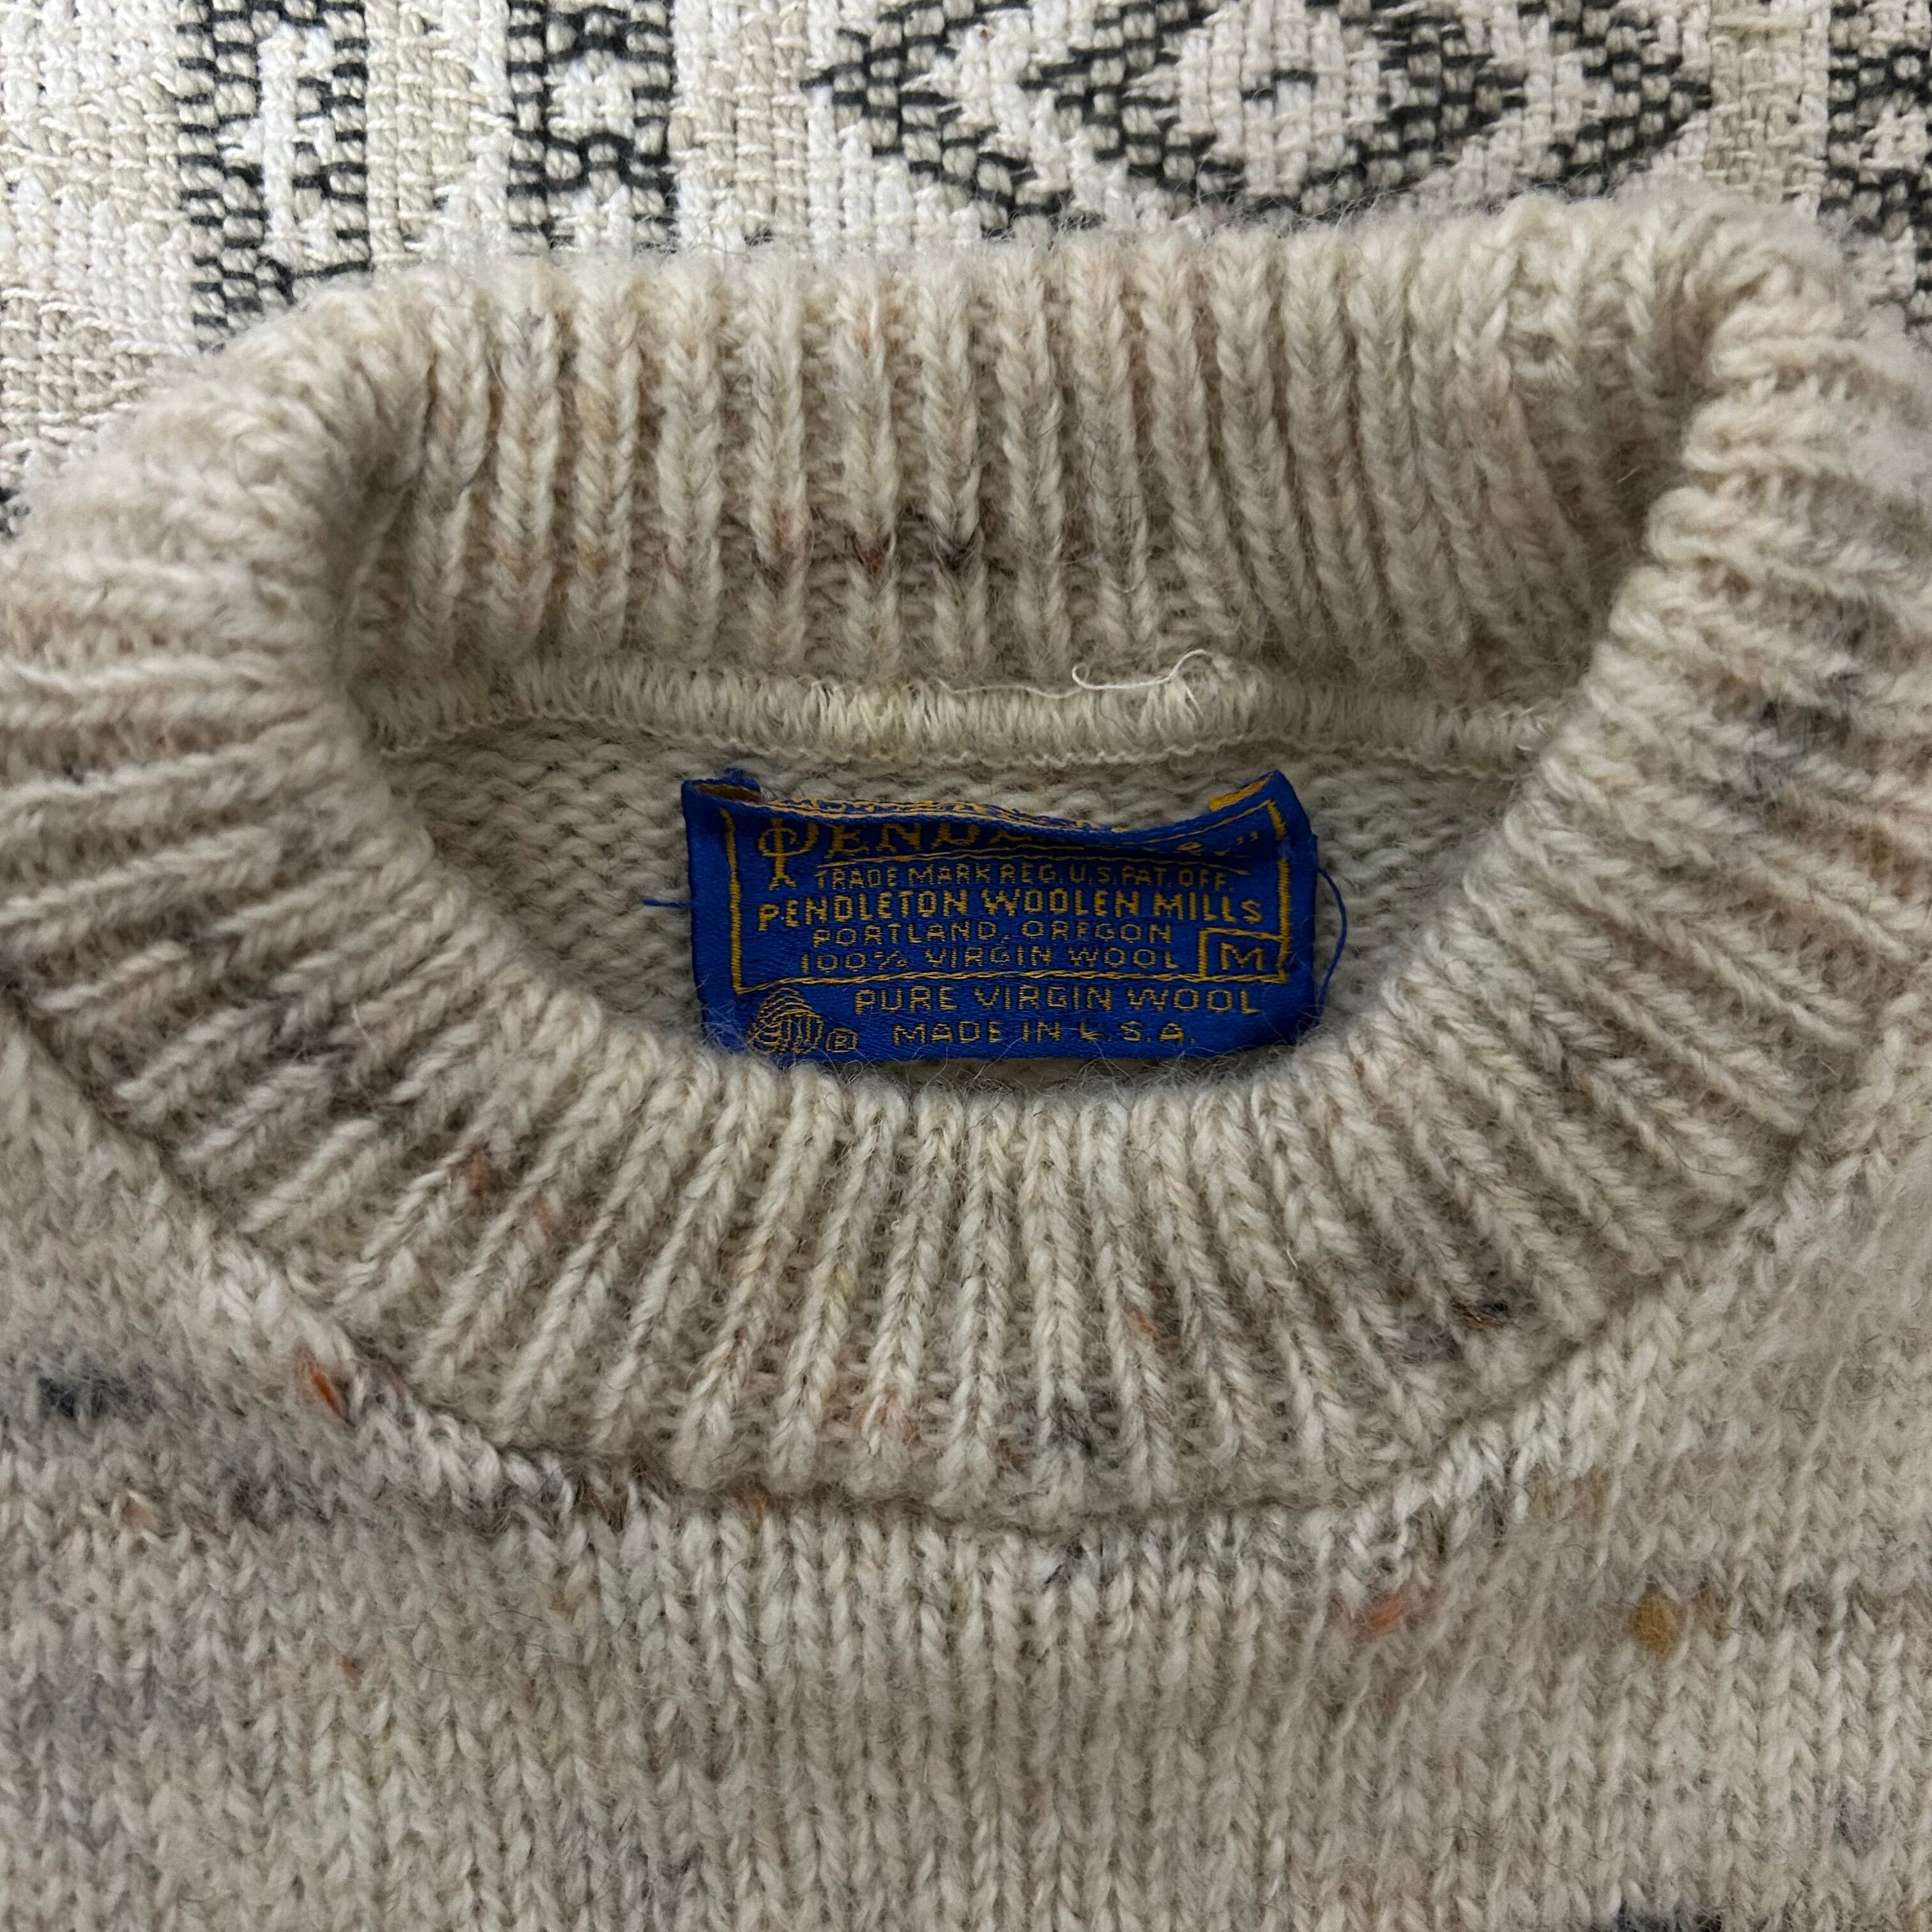 TRADE MARK REG. U.S. PAT. OFF.
PENDLETON WOOLEN MILLS
PORTLAND, OREGON
100% VIRGIN WOOL M
PURE VIRGIN WOOL
® MADE IN U.S.A.